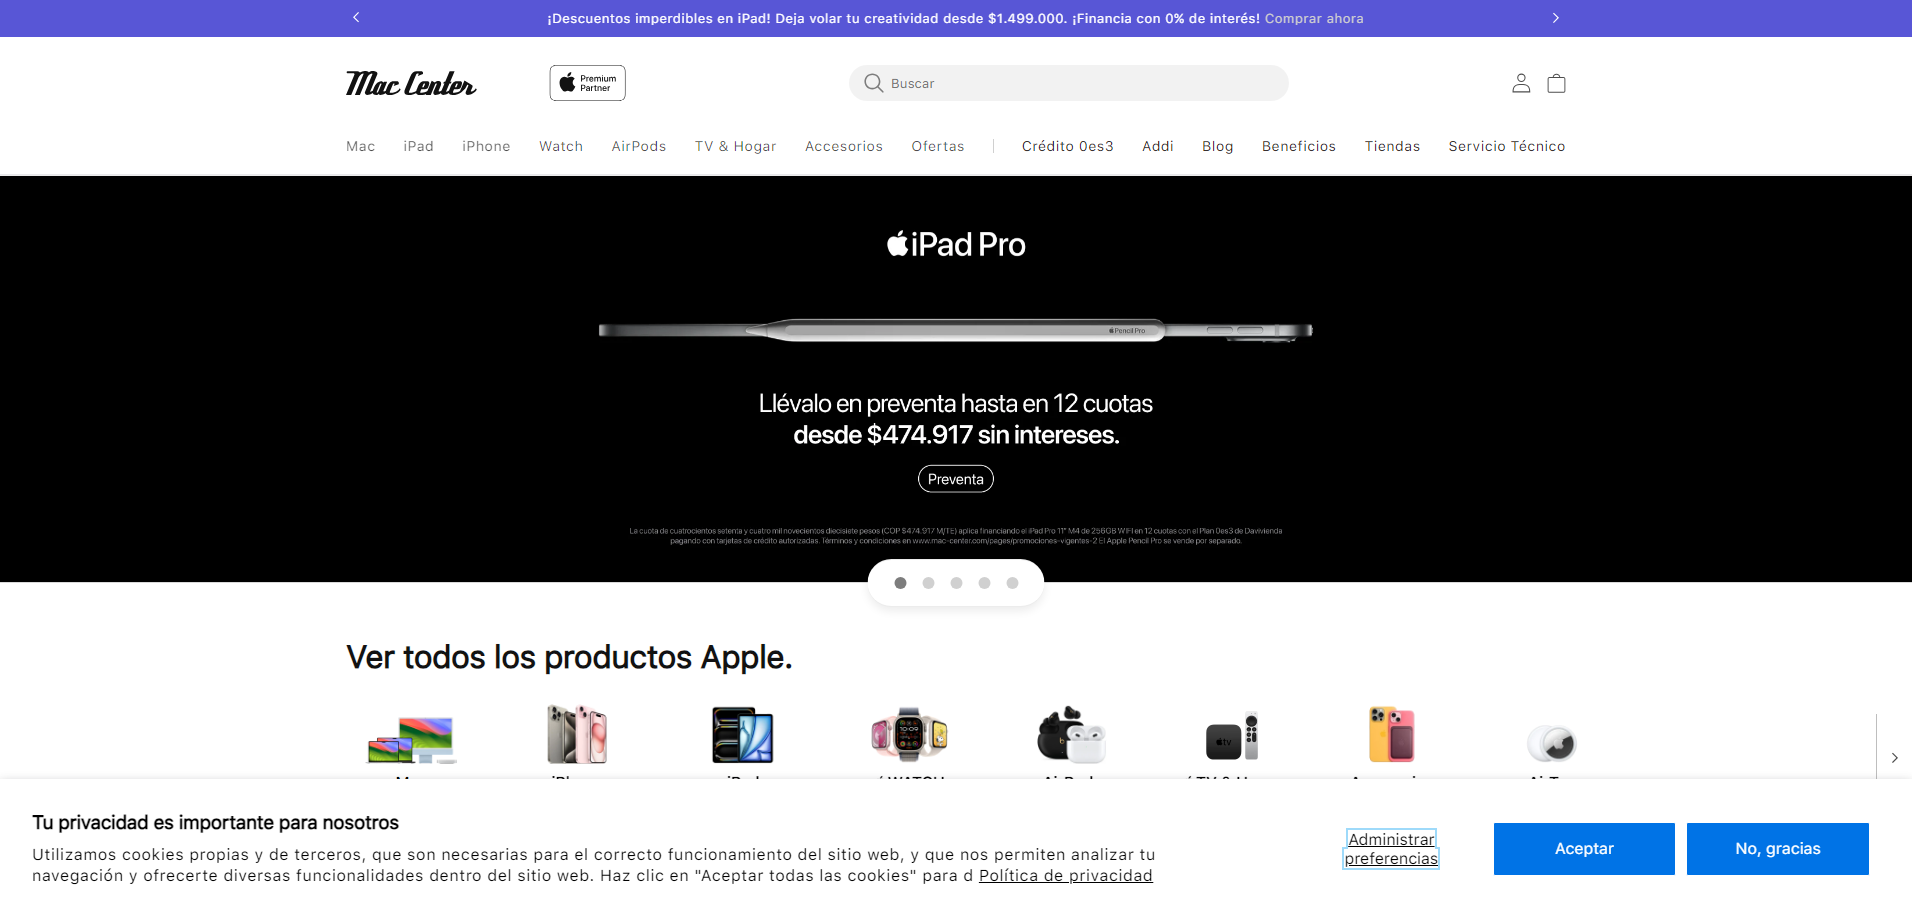 ¡Descuentos imperdibles en iPad! Deja volar tu creatividad desde $1.499.000. ¡Financia con 0% de interés! Comprar ahora
Mac Center
Premium
Partner
Buscar
Mac iPad iPhone Watch AirPods TV & Hogar Accesorios Ofertas Crédito 0es3 Addi Blog Beneficios Tiendas Servicio Técnico
iPad Pro
Pencil Pro
Llévalo en preventa hasta en 12 cuotas
desde $474.917 sin intereses.
Preventa
La cuota de cuatrocientos setenta y cuatro mil novecientos diecisiete pesos (COP $474.917 M/TE) aplica financiando el iPad Pro 11" M4 de 256GB WIFI en 12 cuotas con el Plan 0es3 de Davivienda
pagando con tarjetas de crédito autorizadas. Términos y condiciones en www.mac-center.com/pages/promociones-vigentes-2 El Apple Pencil Pro se vende por separado.
Ver todos los productos Apple.
tv
Tu privacidad es importante para nosotros
Utilizamos cookies propias y de terceros, que son necesarias para el correcto funcionamiento del sitio web, y que nos permiten analizar tu
navegación y ofrecerte diversas funcionalidades dentro del sitio web. Haz clic en "Aceptar todas las cookies" para d Política de privacidad
Administrar
preferencias
Aceptar
No, gracias